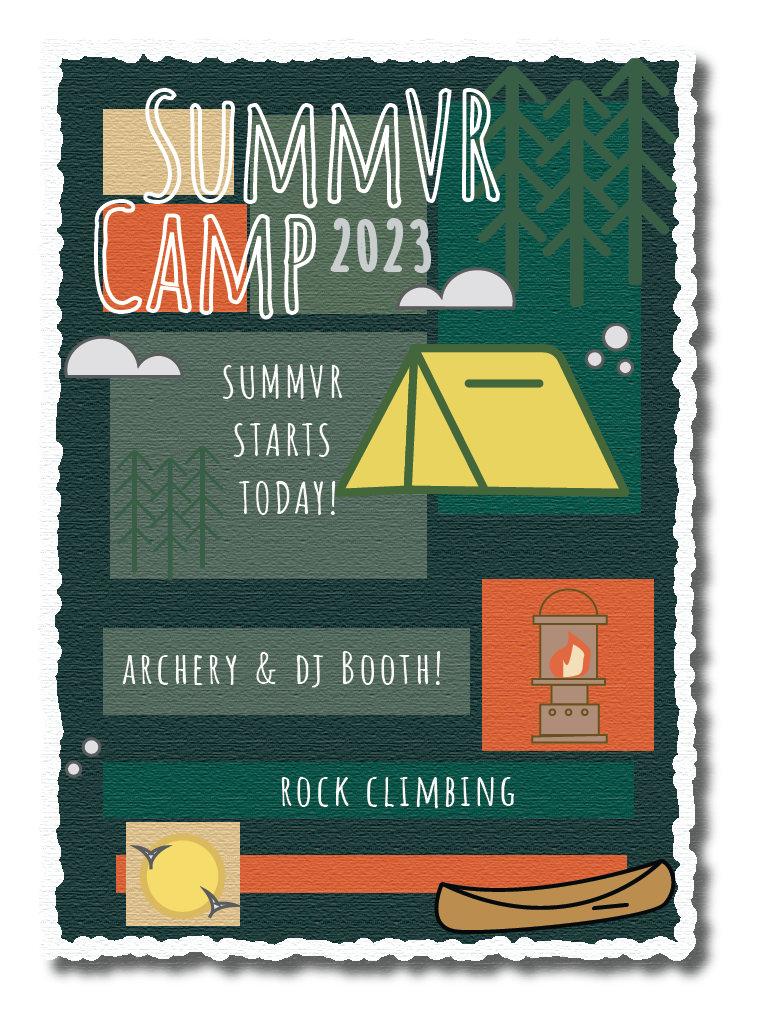 SUMMVR
CAMP 2023
SUMMVR
STARTS
TODAY!
ARCHERY & DJ BOOTH!
ROCK CLIMBING